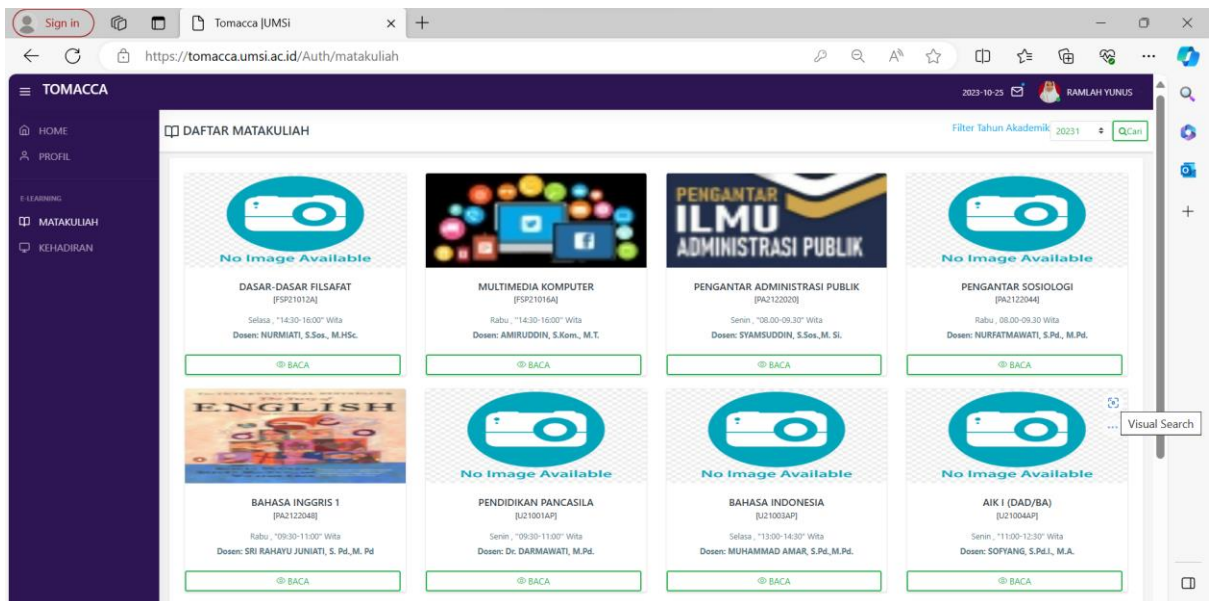 Sign in
Tomacca |UMSi
https://tomacca.umsi.ac.id/Auth/matakuliah
TOMACCA
2023-10-25 RAMLAH YUNUS
HOME
PROFIL
E-LEARNING
MATAKULIAH
KEHADIRAN
DAFTAR MATAKULIAH
Filter Tahun Akademik 20231 Cari
No Image Available
DASAR-DASAR FILSAFAT
[FSP21012A]
Selasa , "14:30-16:00" Wita
Dosen: NURMIATI, S.Sos., M.HSc.
BACA
MULTIMEDIA KOMPUTER
[FSP21016A]
Rabu , "14:30-16:00" Wita
Dosen: AMIRUDDIN, S.Kom., M.T.
BACA
PENGANTAR
ILMU
ADMINISTRASI PUBLIK
PENGANTAR ADMINISTRASI PUBLIK
[PA2122020]
Senin , "08.00-09.30" Wita
Dosen: SYAMSUDDIN, S.Sos.,M. Si.
BACA
No Image Available
PENGANTAR SOSIOLOGI
[PA2122044]
Rabu , 08.00-09.30 Wita
Dosen: NURFATMAWATI, S.Pd., M.Pd.
BACA
The Story of
ENGLISH
BAHASA INGGRIS 1
[PA2122048]
Rabu , "09:30-11:00" Wita
Dosen: SRI RAHAYU JUNIATI, S. Pd.,M. Pd
BACA
No Image Available
PENDIDIKAN PANCASILA
[U21001AP]
Senin , "09:30-11:00" Wita
Dosen: Dr. DARMAWATI, M.Pd.
BACA
No Image Available
BAHASA INDONESIA
[U21003AP]
Selasa , "13:00-14:30" Wita
Dosen: MUHAMMAD AMAR, S.Pd.,M.Pd.
BACA
No Image Available
AIK I (DAD/BA)
[U21004AP]
Senin , "11:00-12:30" Wita
Dosen: SOFYANG, S.Pd.I., M.A.
BACA
Visual Search